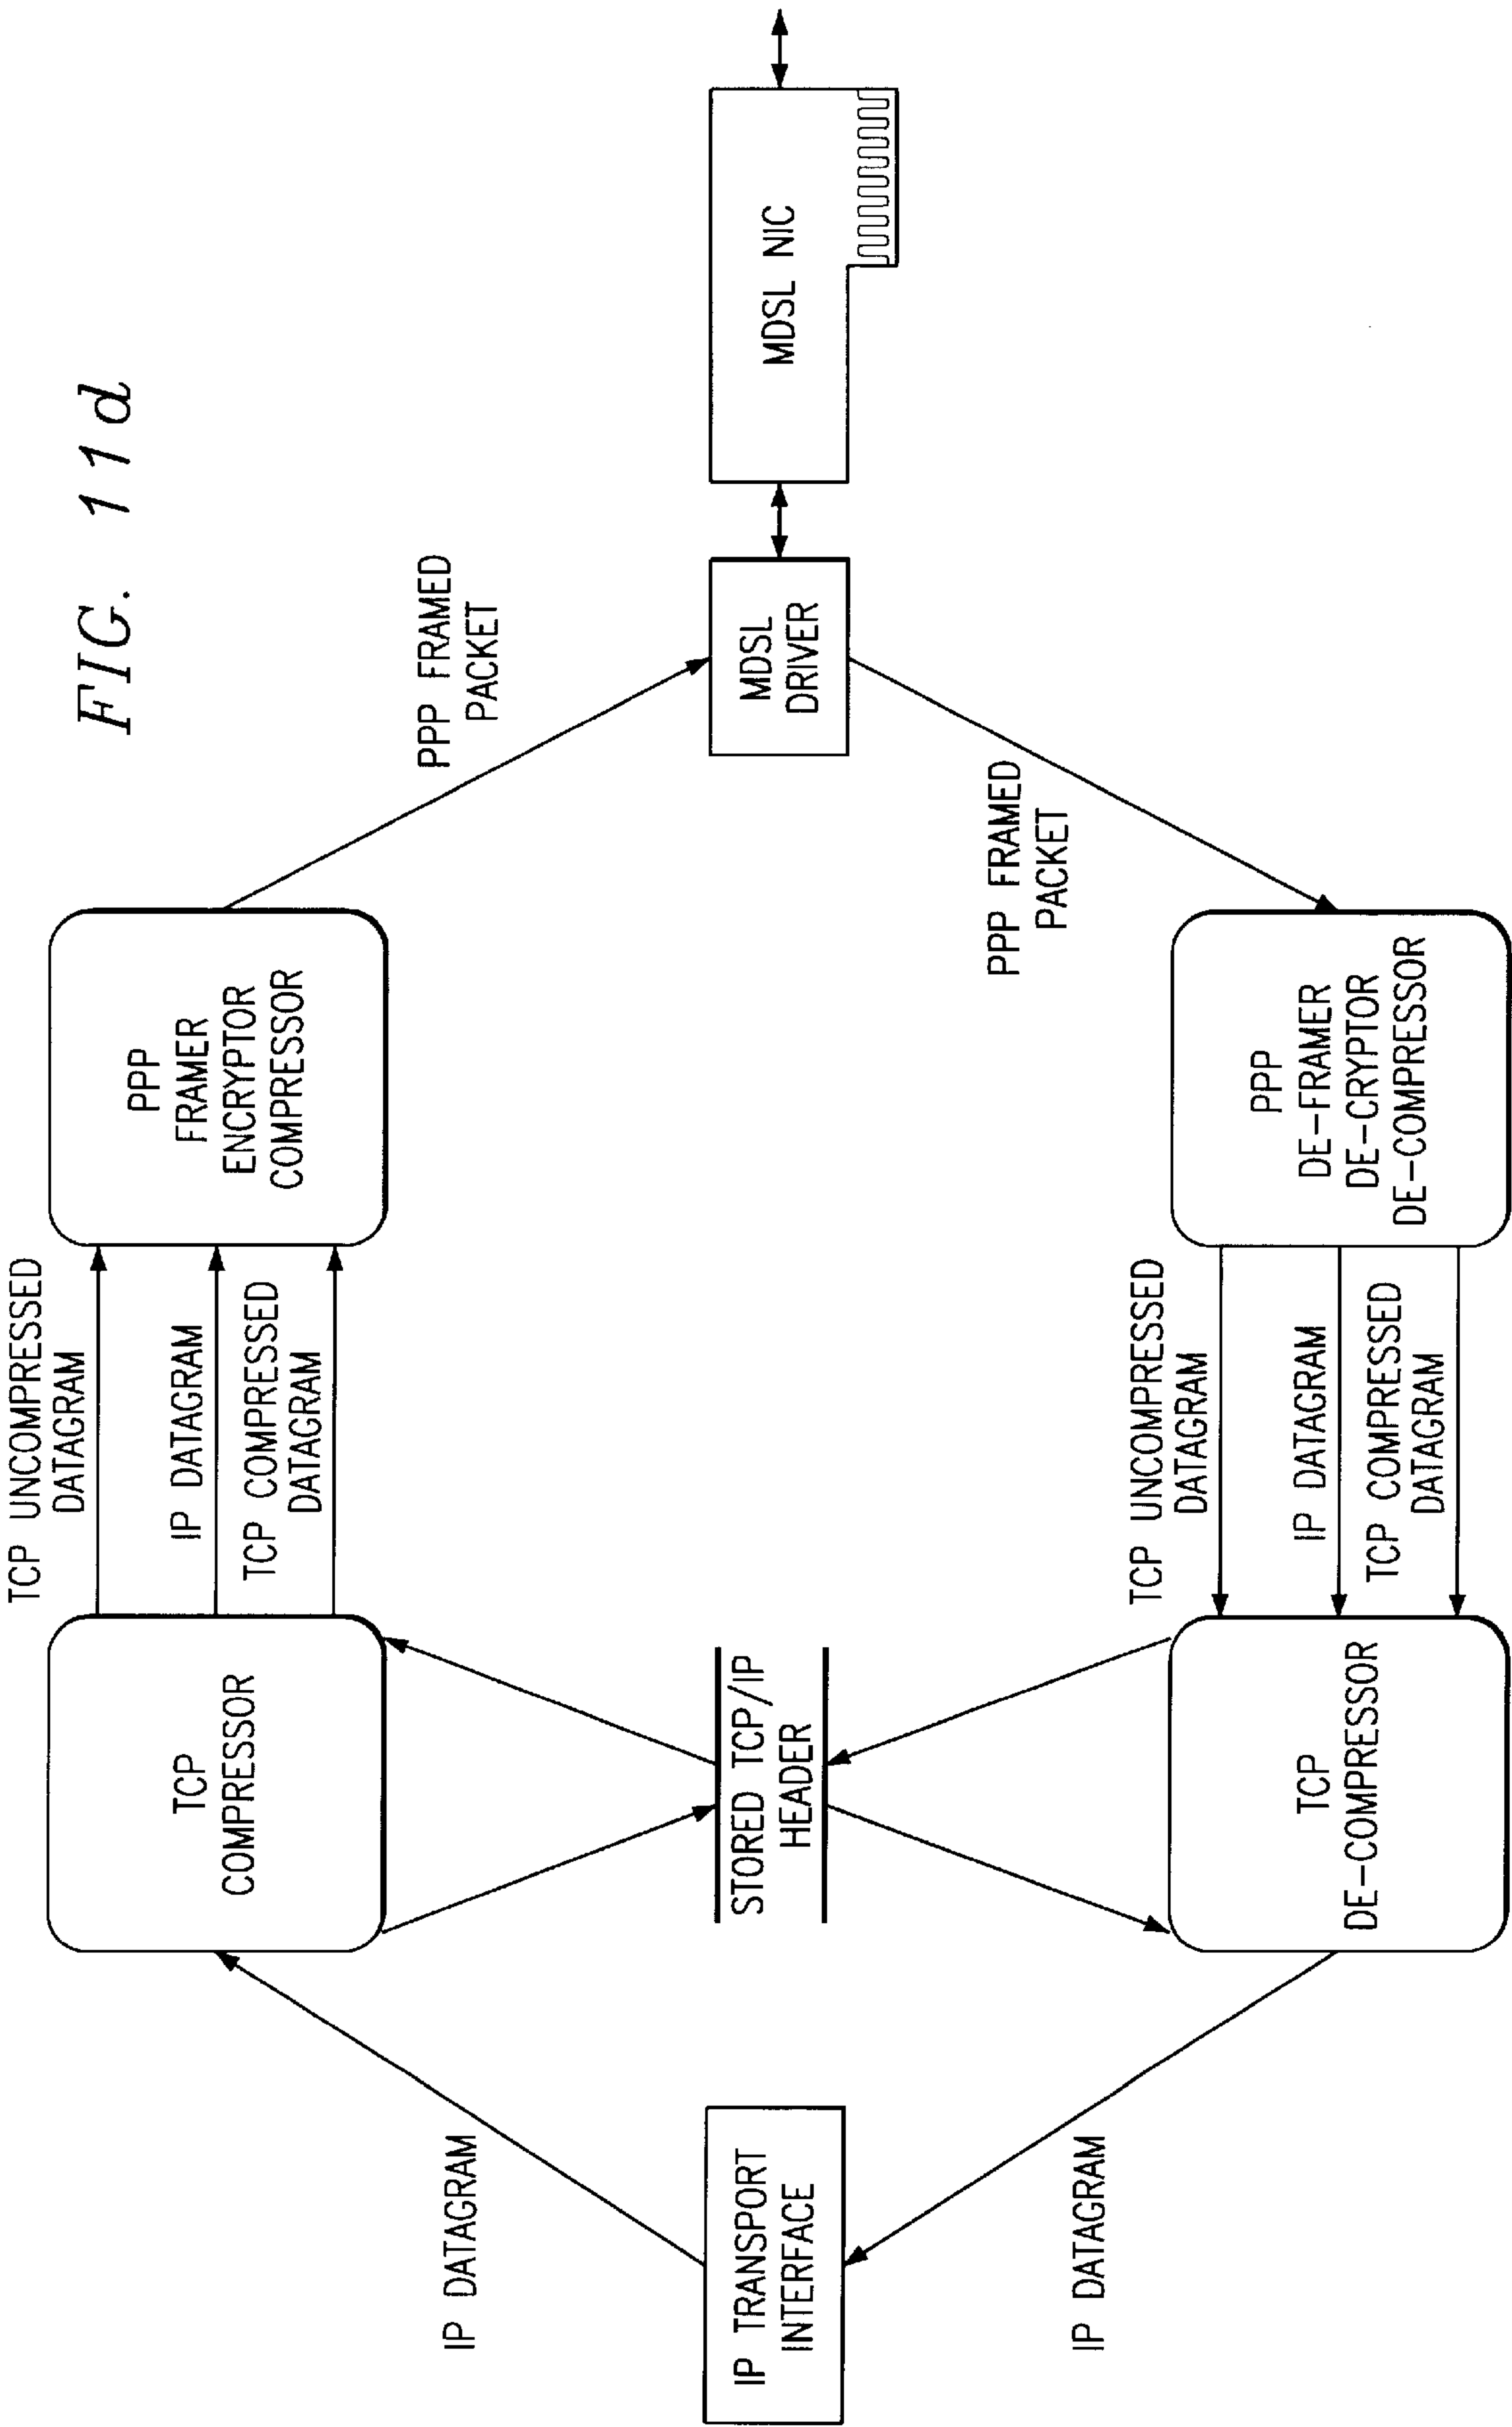 FIG. 11d
TCP UNCOMPRESSED
DATAGRAM
IP DATAGRAM
TCP COMPRESSED
DATAGRAM
TCP
COMPRESSOR
PPP
FRAMER
ENCRYPTOR
COMPRESSOR
IP DATAGRAM
PPP FRAMED
PACKET
IP TRANSPORT
INTERFACE
STORED TCP/IP
HEADER
MDSL
DRIVER
MDSL NIC
IP DATAGRAM
PPP FRAMED
PACKET
TCP UNCOMPRESSED
DATAGRAM
IP DATAGRAM
TCP COMPRESSED
DATAGRAM
TCP
DE-COMPRESSOR
PPP
DE-FRAMER
DE-CRYPTOR
DE-COMPRESSOR